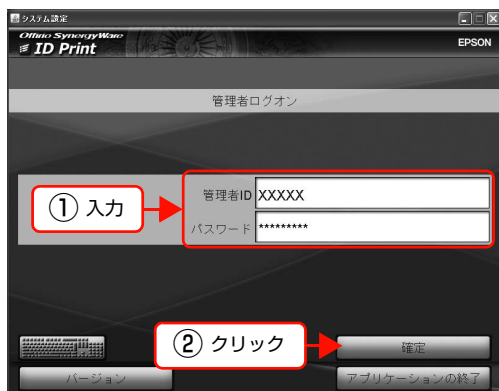 システム設定
Offirio SynergyWare
ID Print
EPSON
管理者ログオン
① 入力
管理者ID XXXXX
パスワード *********
② クリック
確定
バージョン
アプリケーションの終了